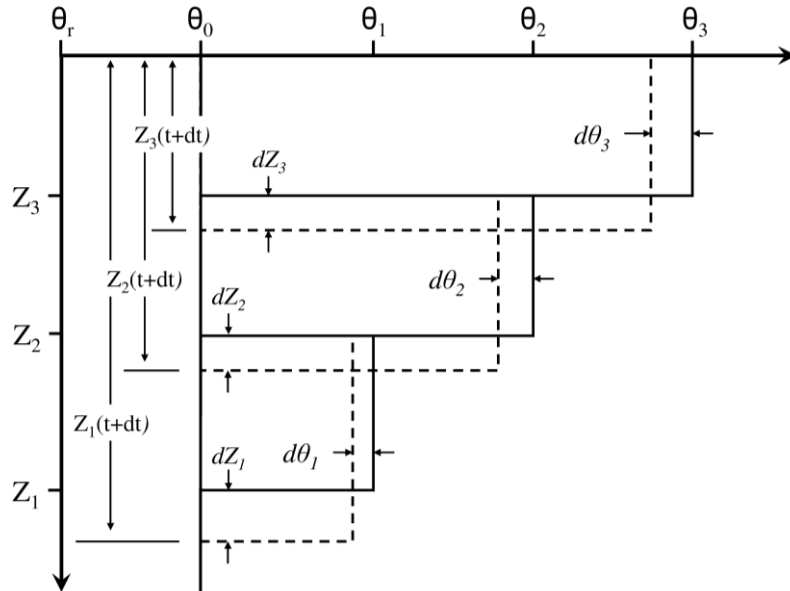 θᵣ θ₀ θ₁ θ₂ θ₃
Z₃(t+dt)
dθ₃
dZ₃
Z₃
Z₂(t+dt)
dθ₂
dZ₂
Z₂
Z₁(t+dt)
dZ₁
dθ₁
Z₁